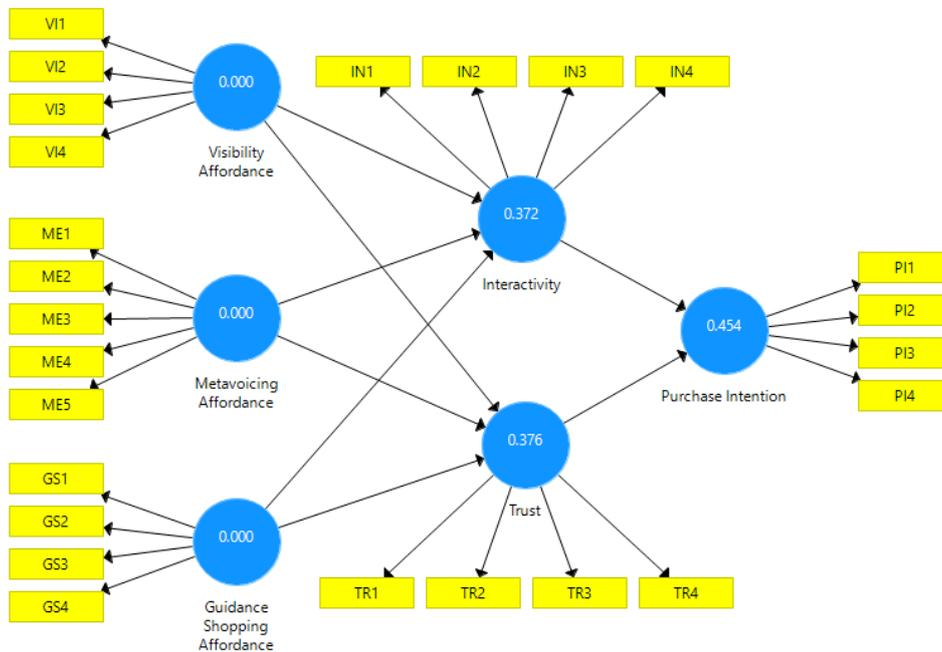 VI1
VI2
VI3
VI4
0.000
Visibility
Affordance
IN1
IN2
IN3
IN4
0.372
Interactivity
ME1
ME2
ME3
ME4
ME5
0.000
Metavoicing
Affordance
PI1
PI2
PI3
PI4
0.454
Purchase Intention
0.376
Trust
GS1
GS2
GS3
GS4
0.000
Guidance
Shopping
Affordance
TR1
TR2
TR3
TR4